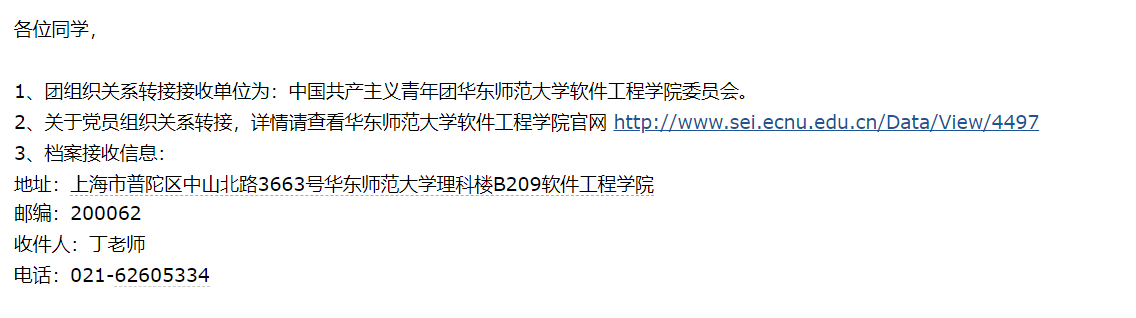 各位同学，
1、团组织关系转接接收单位为：中国共产主义青年团华东师范大学软件工程学院委员会。
2、关于党员组织关系转接，详情请查看华东师范大学软件工程学院官网 http://www.sei.ecnu.edu.cn/Data/View/4497
3、档案接收信息：
地址：上海市普陀区中山北路3663号华东师范大学理科楼B209软件工程学院
邮编：200062
收件人：丁老师
电话：021-62605334